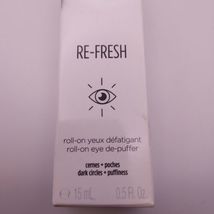 RE-FRESH
roll-on yeux défatigant
roll-on eye de-puffer
cernes • poches
dark circles • puffiness
℮ 15 mL 0.5 Fl. Oz.